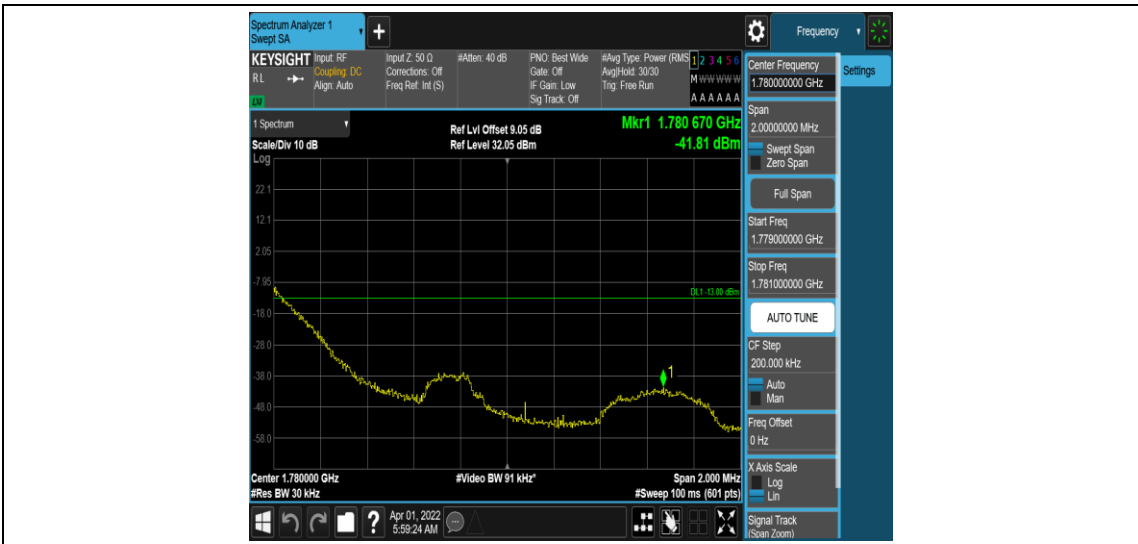 Spectrum Analyzer 1
Swept SA
+
Frequency
KEYSIGHT
RL
LXI
Input: RF
Coupling: DC
Align: Auto
Input Z: 50 Ω
Corrections: Off
Freq Ref: Int (S)
#Atten: 40 dB
PNO: Best Wide
Gate: Off
IF Gain: Low
Sig Track: Off
#Avg Type: Power (RMS
Avg|Hold: 30/30
Trig: Free Run
1 2 3 4 5 6
M W W W W W
A A A A A A
1 Spectrum
Scale/Div 10 dB
Log
Ref Lvl Offset 9.05 dB
Ref Level 32.05 dBm
Mkr1 1.780 670 GHz
-41.81 dBm
22.1
12.1
2.05
-7.95
-18.0
-28.0
-38.0
-48.0
-58.0
DL1 -13.00 dBm
1
Center 1.780000 GHz
#Res BW 30 kHz
#Video BW 91 kHz*
Span 2.000 MHz
#Sweep 100 ms (601 pts)
?
Apr 01, 2022
5:59:24 AM
Center Frequency
1.780000000 GHz
Settings
Span
2.00000000 MHz
Swept Span
Zero Span
Full Span
Start Freq
1.779000000 GHz
Stop Freq
1.781000000 GHz
AUTO TUNE
CF Step
200.000 kHz
Auto
Man
Freq Offset
0 Hz
X Axis Scale
Log
Lin
Signal Track
(Span Zoom)